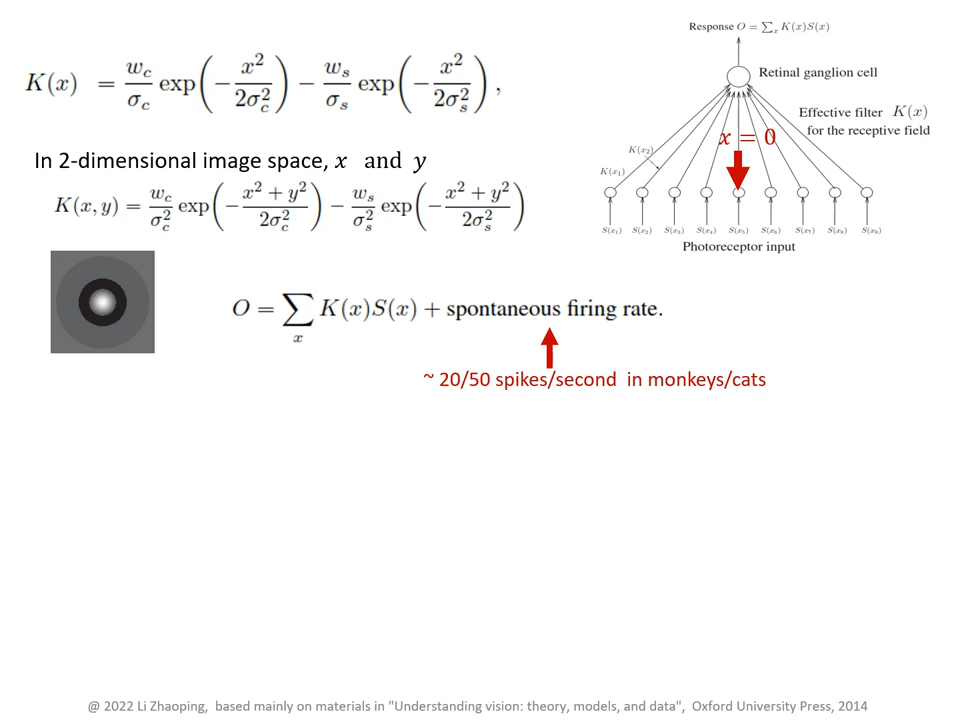 K(x) = w_c/σ_c exp(−x²/2σ_c²) − w_s/σ_s exp(−x²/2σ_s²),
In 2-dimensional image space, x and y
K(x, y) = w_c/σ_c² exp(−(x² + y²)/2σ_c²) − w_s/σ_s² exp(−(x² + y²)/2σ_s²)
O = ∑_x K(x)S(x) + spontaneous firing rate.
~ 20/50 spikes/second in monkeys/cats
Response O = ∑_x K(x)S(x)
Retinal ganglion cell
Effective filter K(x)
for the receptive field
x = 0
K(x₂)
K(x₁)
S(x₁) S(x₂) S(x₃) S(x₄) S(x₅) S(x₆) S(x₇) S(x₈) S(x₉)
Photoreceptor input
@ 2022 Li Zhaoping, based mainly on materials in "Understanding vision: theory, models, and data", Oxford University Press, 2014